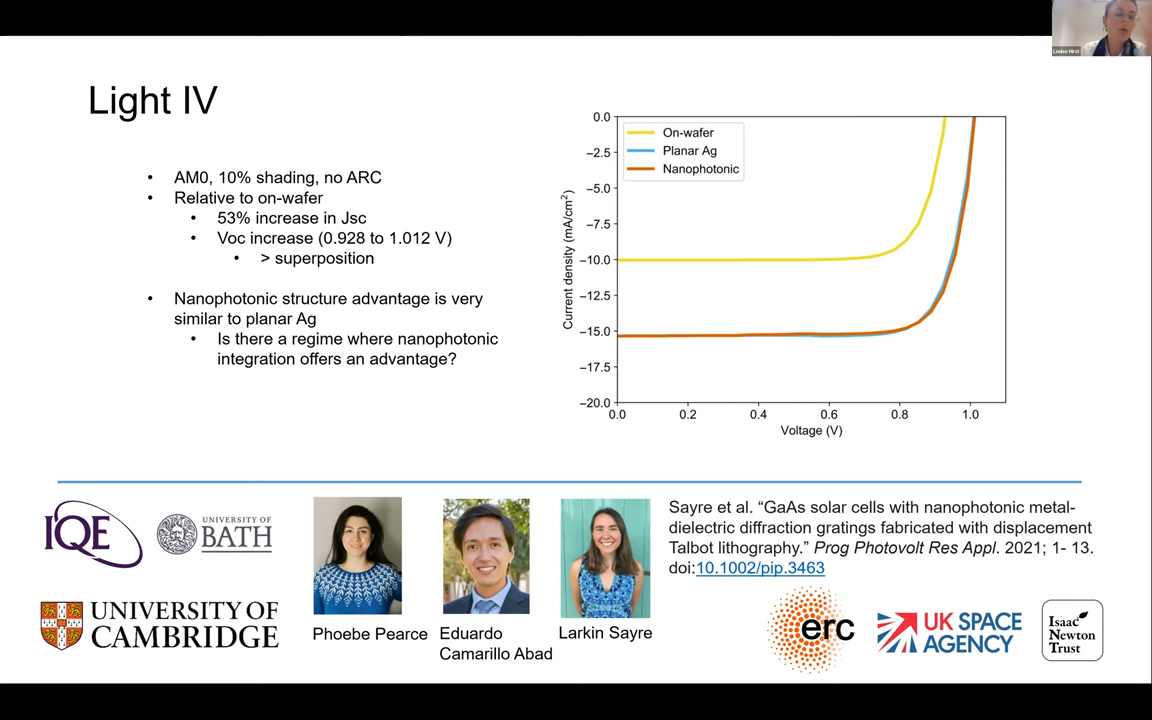 Louise Hirst
Light IV
• AM0, 10% shading, no ARC
• Relative to on-wafer
• 53% increase in Jsc
• Voc increase (0.928 to 1.012 V)
• > superposition
• Nanophotonic structure advantage is very
similar to planar Ag
• Is there a regime where nanophotonic
integration offers an advantage?
On-wafer
Planar Ag
Nanophotonic
0.0
−2.5
−5.0
−7.5
−10.0
−12.5
−15.0
−17.5
−20.0
Current density (mA/cm²)
0.0 0.2 0.4 0.6 0.8 1.0
Voltage (V)
IQE
UNIVERSITY OF
BATH
UNIVERSITY OF
CAMBRIDGE
Phoebe Pearce
Eduardo
Camarillo Abad
Larkin Sayre
Sayre et al. “GaAs solar cells with nanophotonic metal-
dielectric diffraction gratings fabricated with displacement
Talbot lithography.” Prog Photovolt Res Appl. 2021; 1- 13.
doi:10.1002/pip.3463
erc
UK SPACE
AGENCY
Isaac
Newton
Trust